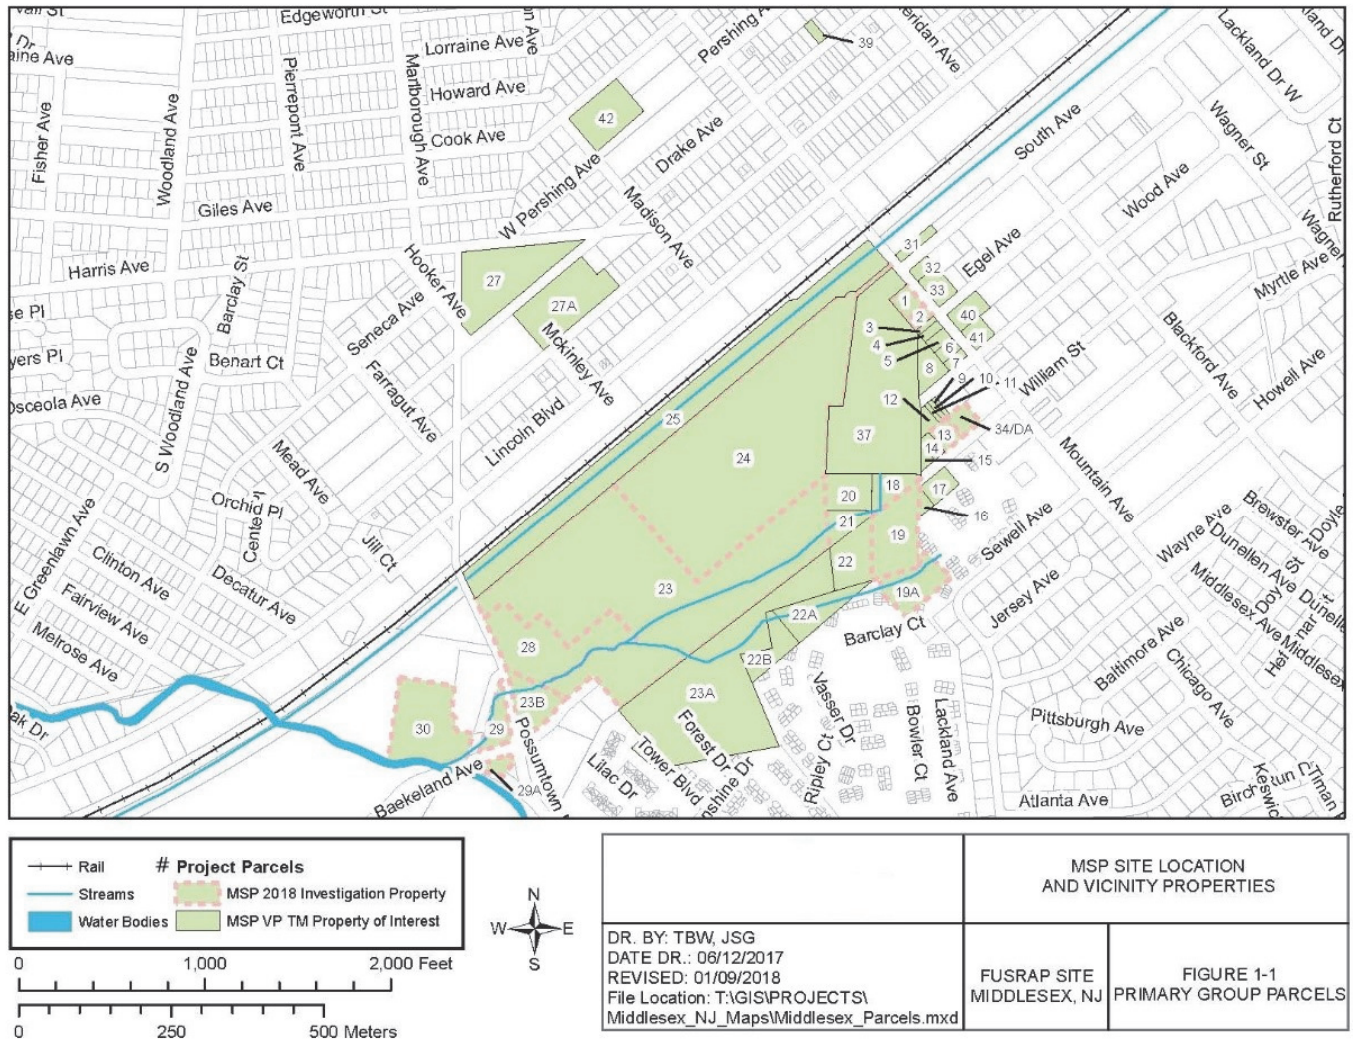 Edgeworth St
Lorraine Ave
Howard Ave
Cook Ave
Pierrepont Ave
Marlborough Ave
Fisher Ave
Woodland Ave
Giles Ave
Harris Ave
Barclay St
Benart Ct
S Woodland Ave
Hooker Ave
Seneca Ave
Farragut Ave
Mead Ave
Orchid Pl
Jill Ct
Decatur Ave
Clinton Ave
Fairview Ave
Melrose Ave
E Greenlawn Ave
W Pershing Ave
Pershing
Drake Ave
Madison Ave
Mckinley Ave
Lincoln Blvd
South Ave
Lackland Dr W
Wagner St
Rutherford Ct
Wood Ave
Egel Ave
Myrtle Ave
Blackford Ave
Howell Ave
William St
Mountain Ave
Sewell Ave
Jersey Ave
Wayne Ave
Brewster Ave
Dunellen Ave
Middlesex Ave
Baltimore Ave
Chicago Ave
Pittsburgh Ave
Atlanta Ave
Barclay Ct
Vasser Dr
Ripley Ct
Bowler Ct
Lackland Ave
Forest Dr
Tower Blvd
Lilac Dr
Possumtown
Baekeland Ave
39
42
27
27A
31
32
33
1
2
3
4
5
6
7
8
9
10
11
12
13
14
15
16
17
18
19
19A
20
21
22
22A
22B
23
23A
23B
24
25
28
29
29A
30
34/DA
37
40
41
Rail
Streams
Water Bodies
# Project Parcels
MSP 2018 Investigation Property
MSP VP TM Property of Interest
0 1,000 2,000 Feet
0 250 500 Meters
N
W E
S
DR. BY: TBW, JSG
DATE DR.: 06/12/2017
REVISED: 01/09/2018
File Location: T:\GIS\PROJECTS\
Middlesex_NJ_Maps\Middlesex_Parcels.mxd
MSP SITE LOCATION
AND VICINITY PROPERTIES
FUSRAP SITE
MIDDLESEX, NJ
FIGURE 1-1
PRIMARY GROUP PARCELS